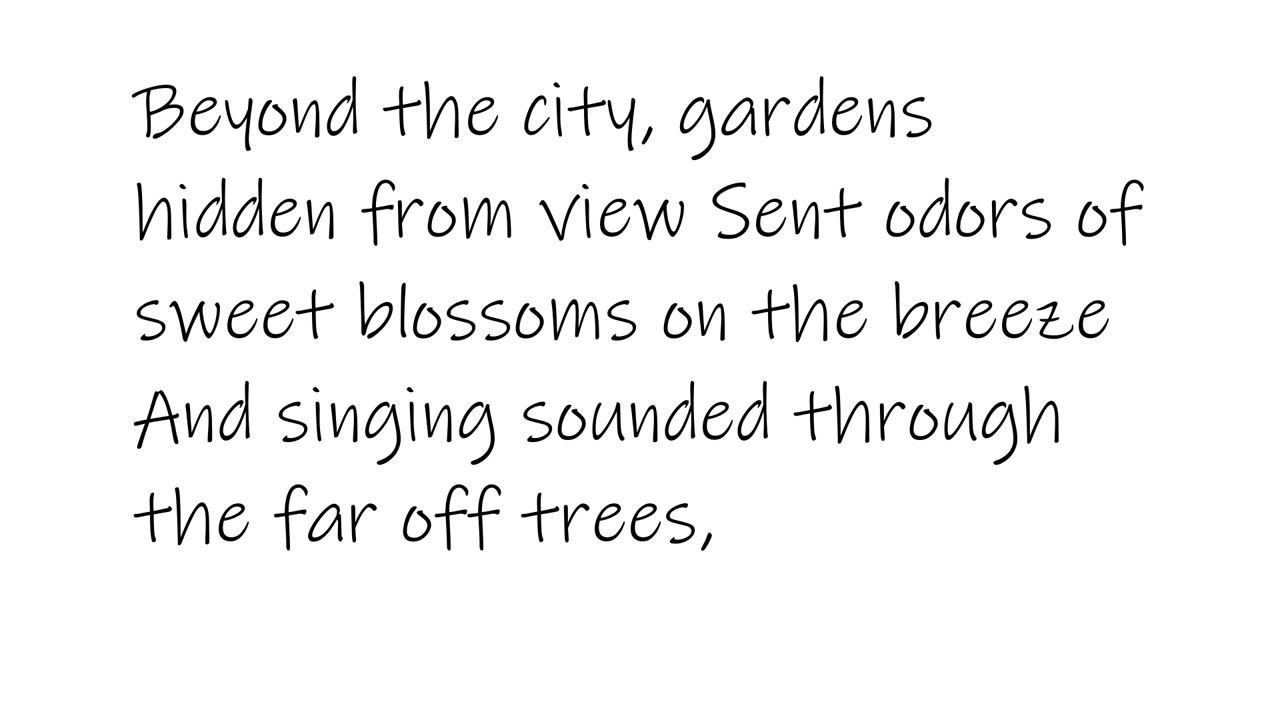 Beyond the city, gardens
hidden from view Sent odors of
sweet blossoms on the breeze
And singing sounded through
the far off trees,